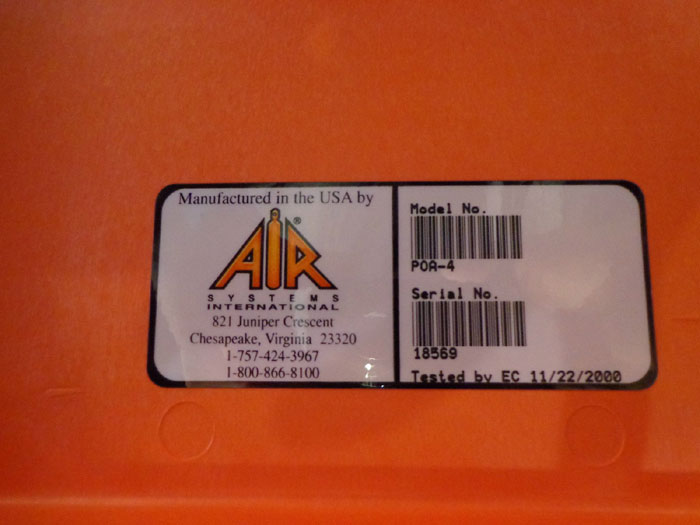 Manufactured in the USA by
AIR®
SYSTEMS
INTERNATIONAL
821 Juniper Crescent
Chesapeake, Virginia 23320
1-757-424-3967
1-800-866-8100
Model No.
POA-4
Serial No.
18569
Tested by EC 11/22/2000